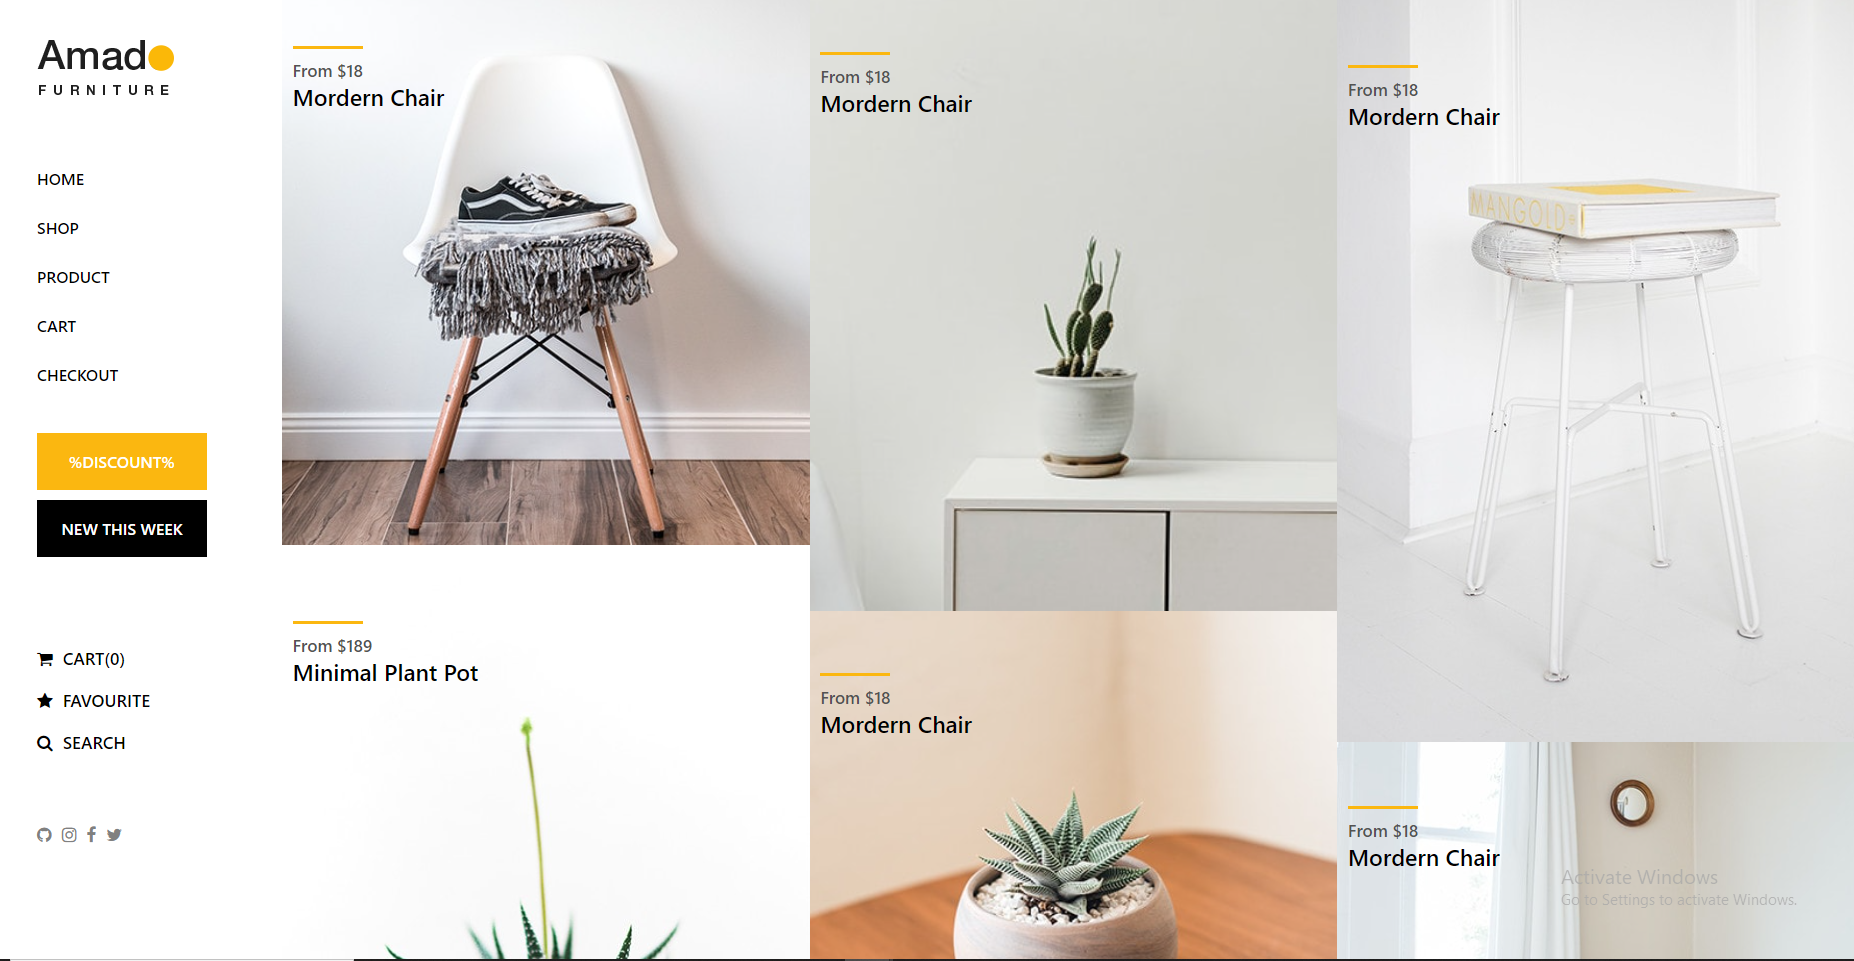 Amado
FURNITURE
HOME
SHOP
PRODUCT
CART
CHECKOUT
%DISCOUNT%
NEW THIS WEEK
CART(0)
FAVOURITE
SEARCH
From $18
Mordern Chair
From $189
Minimal Plant Pot
From $18
Mordern Chair
From $18
Mordern Chair
From $18
Mordern Chair
MANGOLD
From $18
Mordern Chair
Activate Windows
Go to Settings to activate Windows.